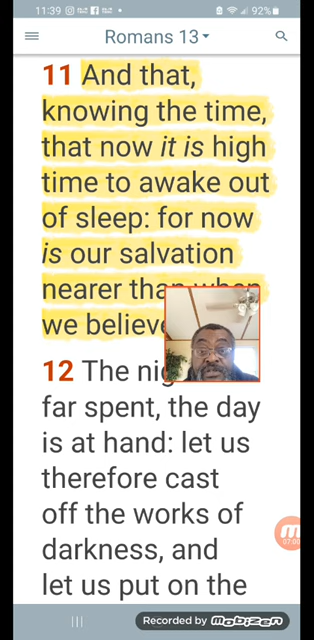 11:39 92%
Romans 13
11 And that,
knowing the time,
that now it is high
time to awake out
of sleep: for now
is our salvation
nearer than when
we believe
12 The nig
far spent, the day
is at hand: let us
therefore cast
off the works of
darkness, and
let us put on the
Recorded by mobizen